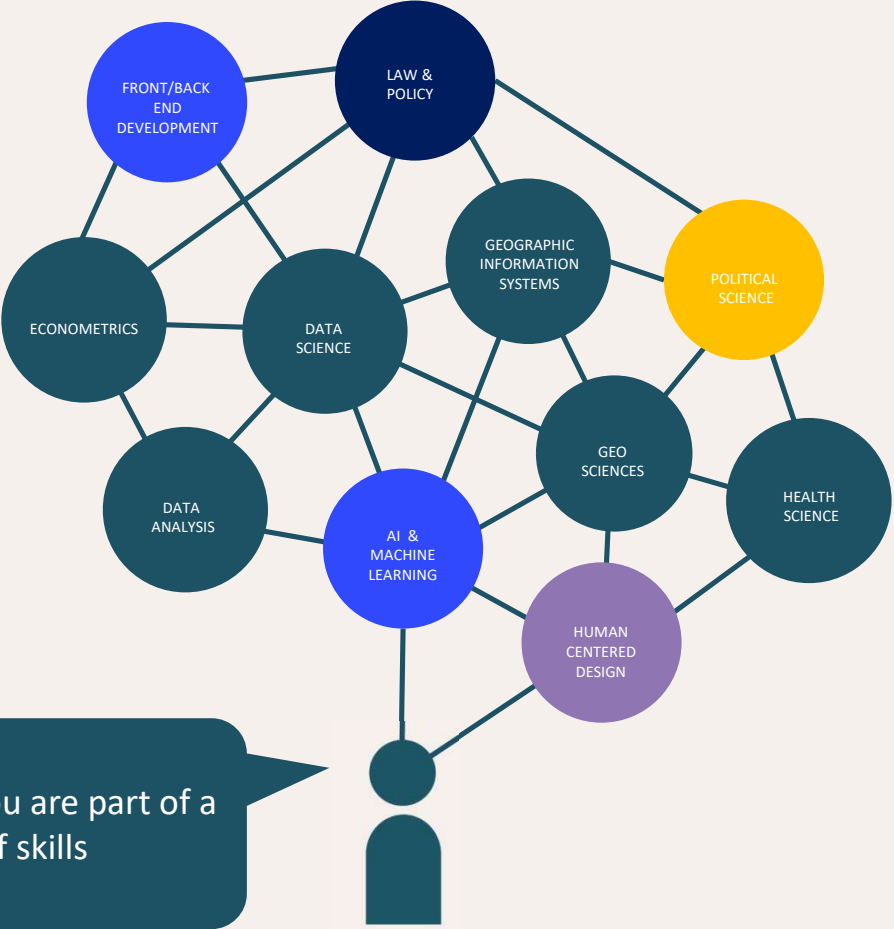 FRONT/BACK
END
DEVELOPMENT
LAW &
POLICY
GEOGRAPHIC
INFORMATION
SYSTEMS
POLITICAL
SCIENCE
ECONOMETRICS
DATA
SCIENCE
GEO
SCIENCES
HEALTH
SCIENCE
DATA
ANALYSIS
AI &
MACHINE
LEARNING
HUMAN
CENTERED
DESIGN
are part of a
skills